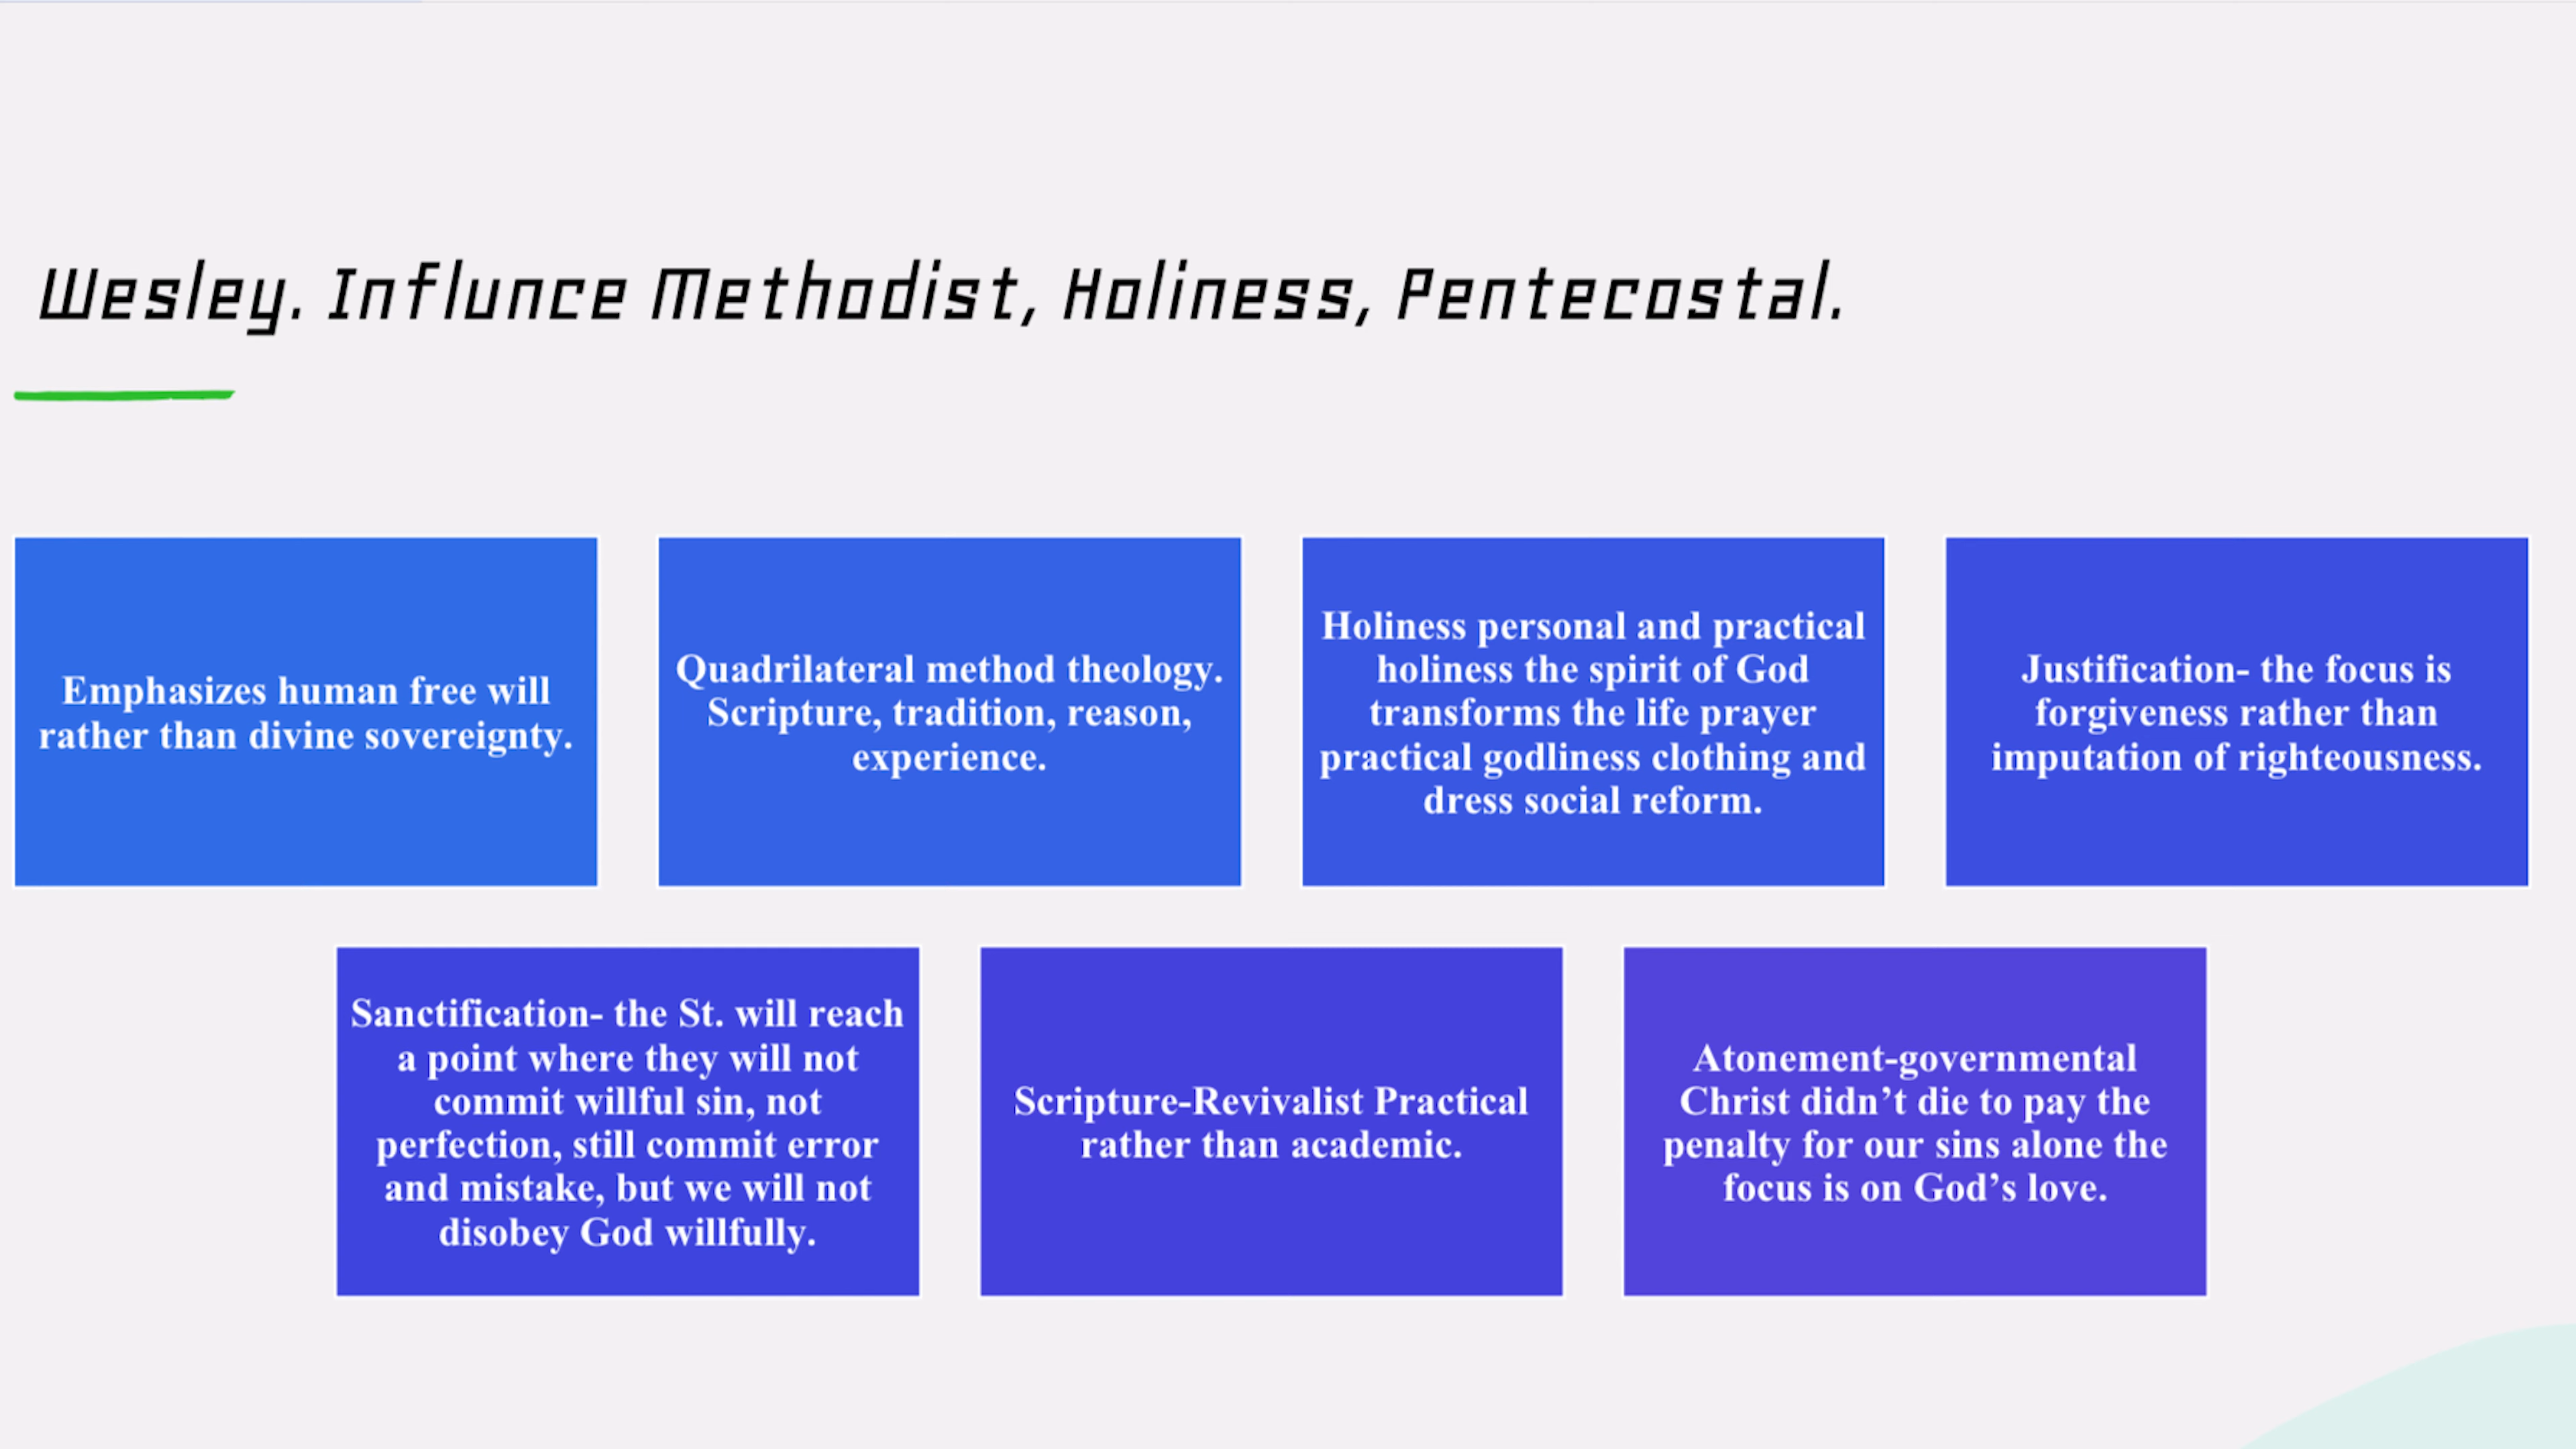 Wesley. Influnce Methodist, Holiness, Pentecostal.
Emphasizes human free will
rather than divine sovereignty.
Quadrilateral method theology.
Scripture, tradition, reason,
experience.
Holiness personal and practical
holiness the spirit of God
transforms the life prayer
practical godliness clothing and
dress social reform.
Justification- the focus is
forgiveness rather than
imputation of righteousness.
Sanctification- the St. will reach
a point where they will not
commit willful sin, not
perfection, still commit error
and mistake, but we will not
disobey God willfully.
Scripture-Revivalist Practical
rather than academic.
Atonement-governmental
Christ didn’t die to pay the
penalty for our sins alone the
focus is on God’s love.